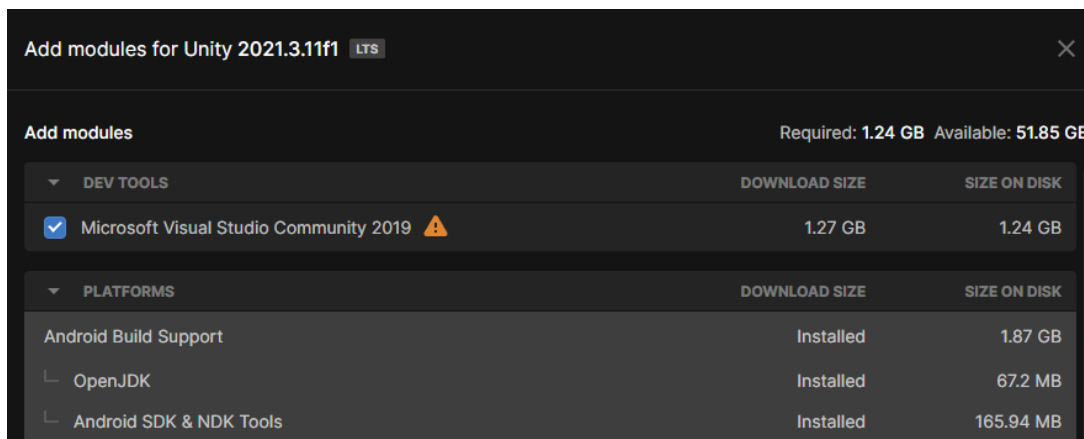 Add modules for Unity 2021.3.11f1 LTS
Add modules Required: 1.24 GB Available: 51.85 GB
DEV TOOLS DOWNLOAD SIZE SIZE ON DISK
Microsoft Visual Studio Community 2019 1.27 GB 1.24 GB
PLATFORMS DOWNLOAD SIZE SIZE ON DISK
Android Build Support Installed 1.87 GB
OpenJDK Installed 67.2 MB
Android SDK & NDK Tools Installed 165.94 MB